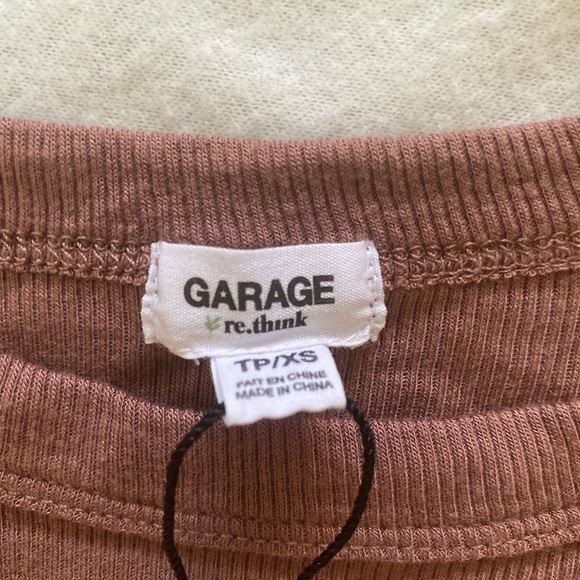 GARAGE
re.think
TP/XS
FAIT EN CHINE
MADE IN CHINA